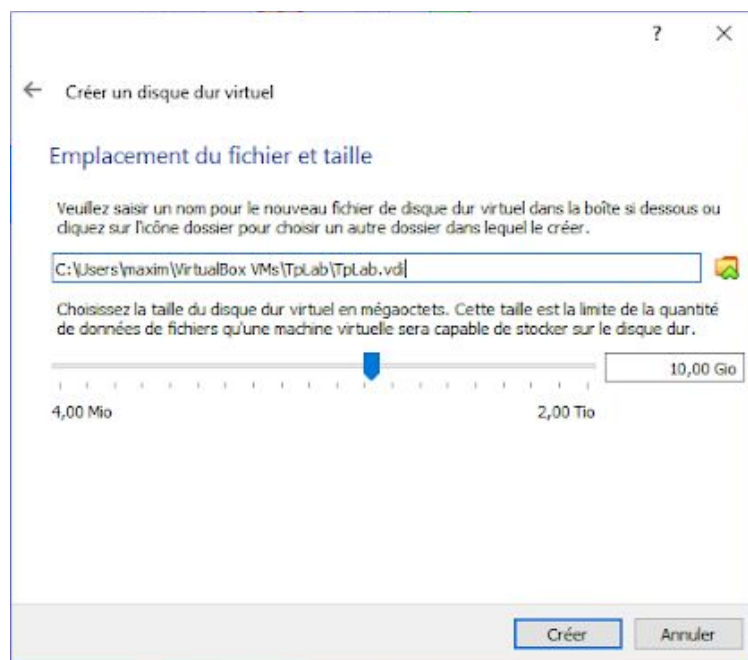 ?
Créer un disque dur virtuel
Emplacement du fichier et taille
Veuillez saisir un nom pour le nouveau fichier de disque dur virtuel dans la boîte si dessous ou
cliquez sur l'icône dossier pour choisir un autre dossier dans lequel le créer.
C:\Users\maxim\VirtualBox VMs\TpLab\TpLab.vdi
Choisissez la taille du disque dur virtuel en mégaoctets. Cette taille est la limite de la quantité
de données de fichiers qu'une machine virtuelle sera capable de stocker sur le disque dur.
10,00 Gio
4,00 Mio 2,00 Tio
Créer Annuler